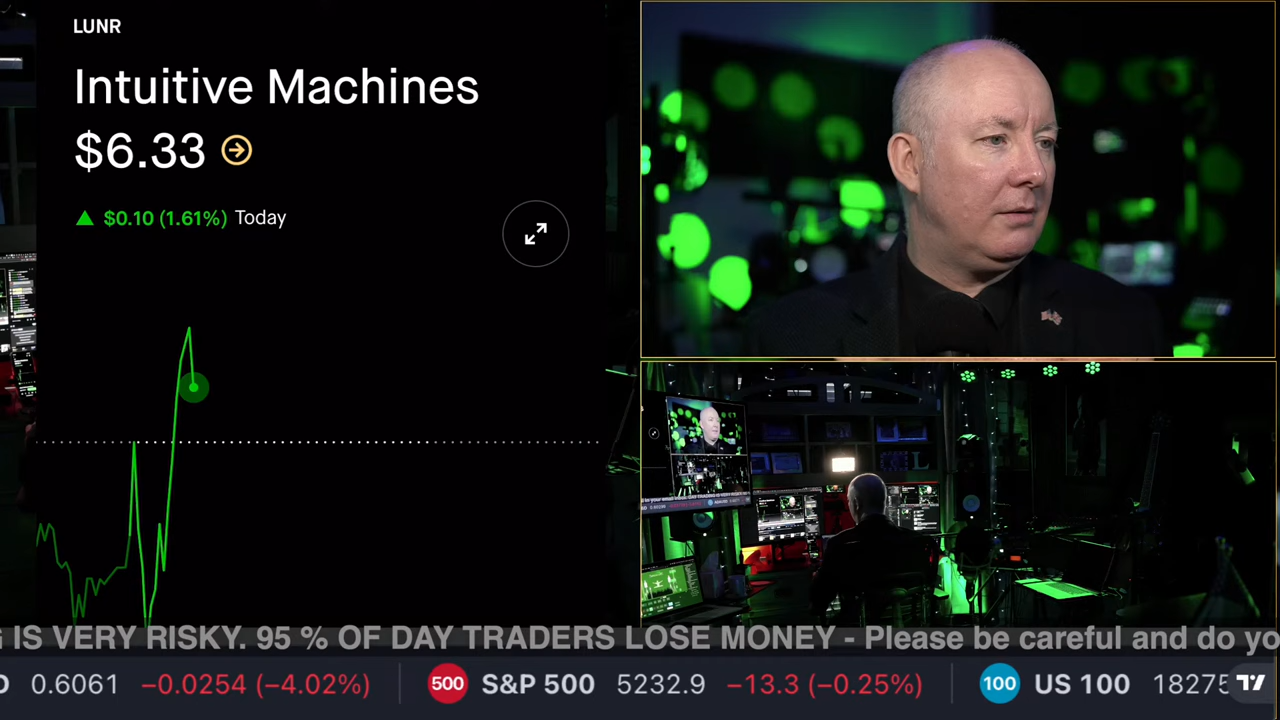 LUNR
Intuitive Machines
$6.33
$0.10 (1.61%) Today
IS VERY RISKY. 95 % OF DAY TRADERS LOSE MONEY - Please be careful and do yo
0.6061 −0.0254 (−4.02%) 500 S&P 500 5232.9 −13.3 (−0.25%) 100 US 100 18275